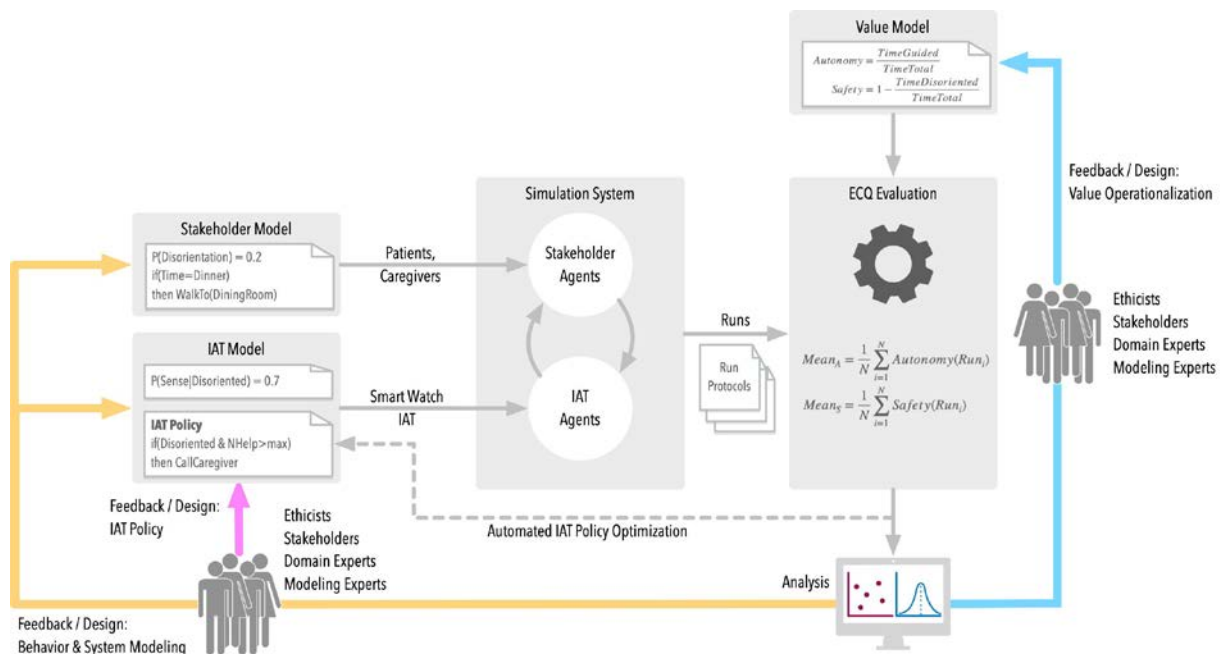 Value Model
Autonomy = TimeGuided / TimeTotal
Safety = 1 − TimeDisoriented / TimeTotal
Feedback / Design:
Value Operationalization
Simulation System
ECQ Evaluation
Stakeholder Model
P(Disorientation) = 0.2
if(Time=Dinner)
then WalkTo(DiningRoom)
Patients,
Caregivers
Stakeholder
Agents
Ethicists
Stakeholders
Domain Experts
Modeling Experts
Runs
Run
Protocols
Mean_A = 1/N ∑_{i=1}^{N} Autonomy(Run_i)
Mean_S = 1/N ∑_{i=1}^{N} Safety(Run_i)
IAT Model
P(Sense|Disoriented) = 0.7
Smart Watch
IAT
IAT
Agents
IAT Policy
if(Disoriented & NHelp>max)
then CallCaregiver
Feedback / Design:
IAT Policy
Ethicists
Stakeholders
Domain Experts
Modeling Experts
Automated IAT Policy Optimization
Analysis
Feedback / Design:
Behavior & System Modeling